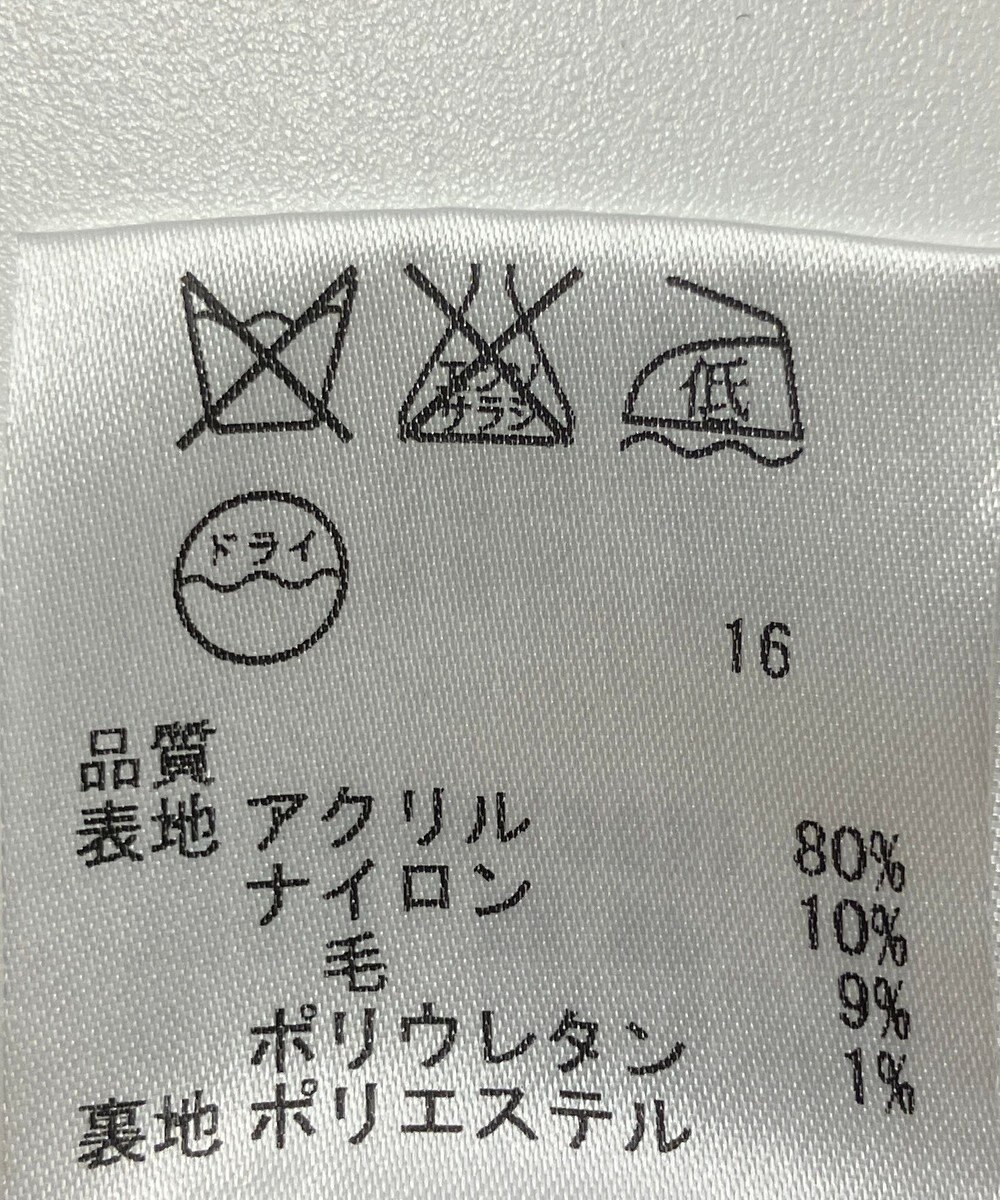 エンソ
サラシ
低
ドライ
16
品質
表地 アクリル 80%
ナイロン 10%
毛 9%
ポリウレタン 1%
裏地 ポリエステル